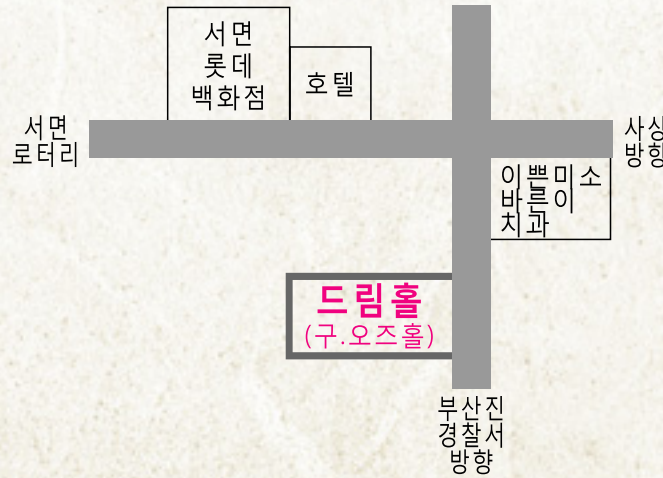 서면
롯데
백화점
호텔
서면
로터리
사상
방향
이쁜미소
바른이
치과
드림홀
(구.오즈홀)
부산진
경찰서
방향